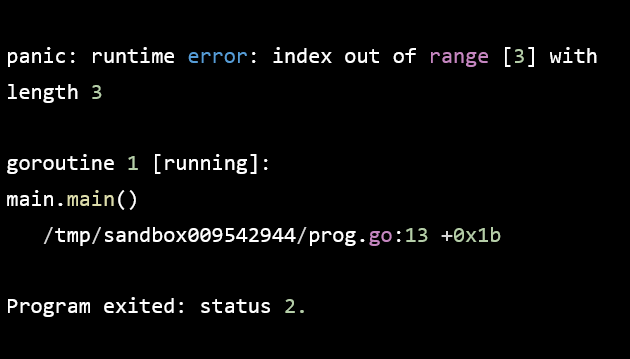 panic: runtime error: index out of range [3] with
length 3
goroutine 1 [running]:
main.main()
/tmp/sandbox009542944/prog.go:13 +0x1b
Program exited: status 2.